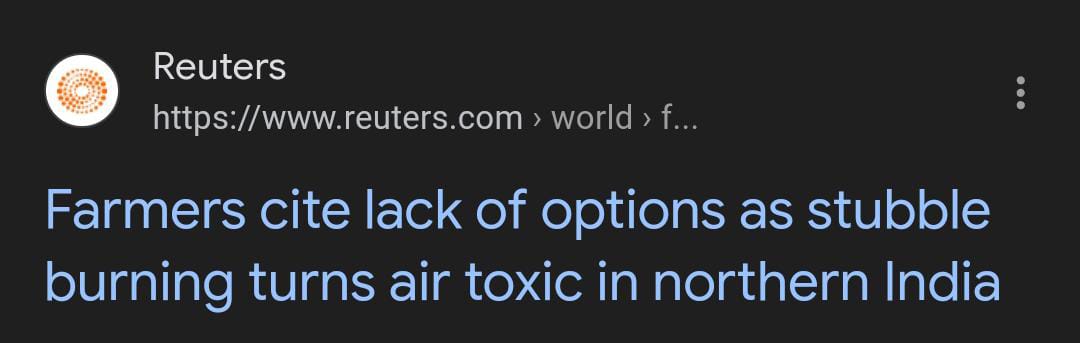 Reuters
https://www.reuters.com › world › f...
Farmers cite lack of options as stubble
burning turns air toxic in northern India